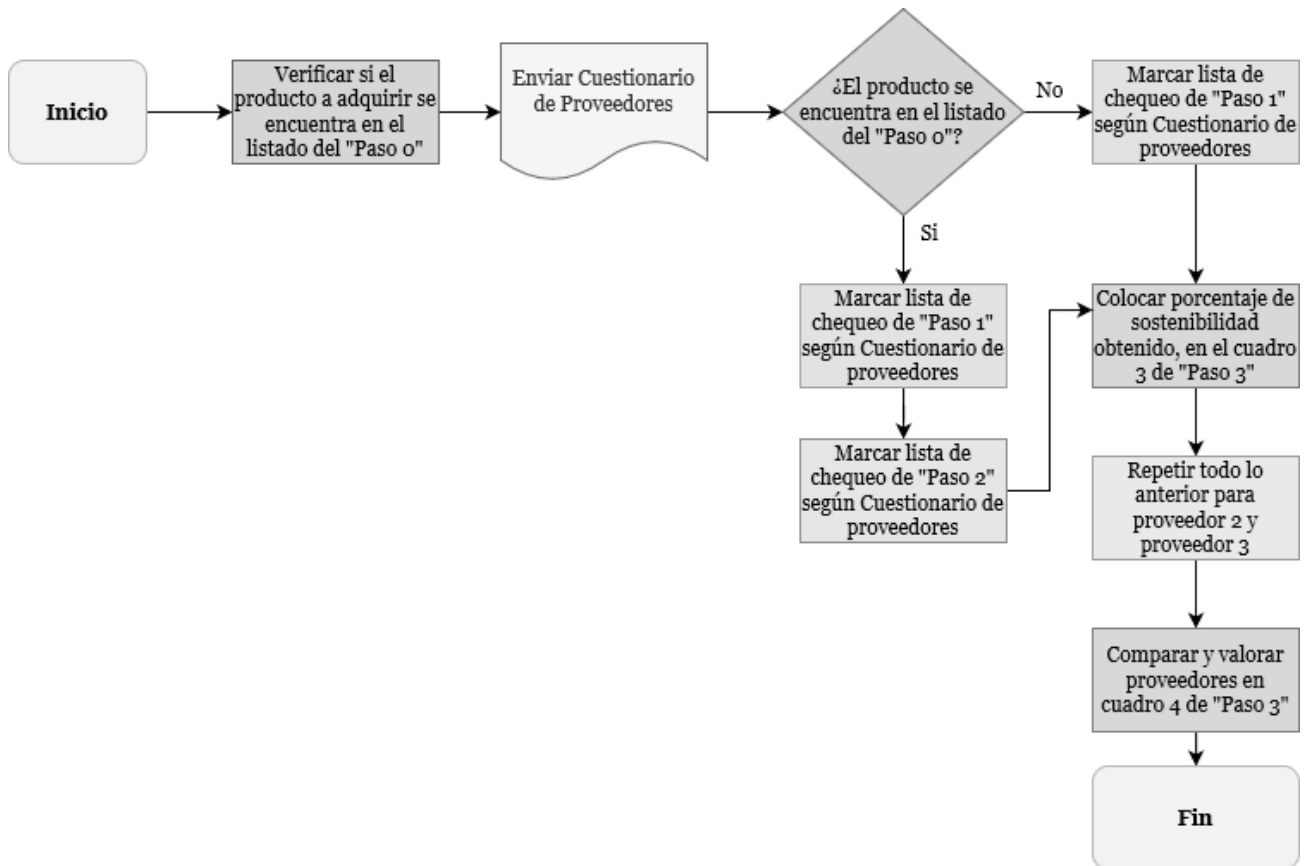 Inicio
Verificar si el
producto a adquirir se
encuentra en el
listado del "Paso 0"
Enviar Cuestionario
de Proveedores
¿El producto se
encuentra en el listado
del "Paso 0"?
No
Marcar lista de
chequeo de "Paso 1"
según Cuestionario de
proveedores
Si
Marcar lista de
chequeo de "Paso 1"
según Cuestionario de
proveedores
Colocar porcentaje de
sostenibilidad
obtenido, en el cuadro
3 de "Paso 3"
Marcar lista de
chequeo de "Paso 2"
según Cuestionario de
proveedores
Repetir todo lo
anterior para
proveedor 2 y
proveedor 3
Comparar y valorar
proveedores en
cuadro 4 de "Paso 3"
Fin